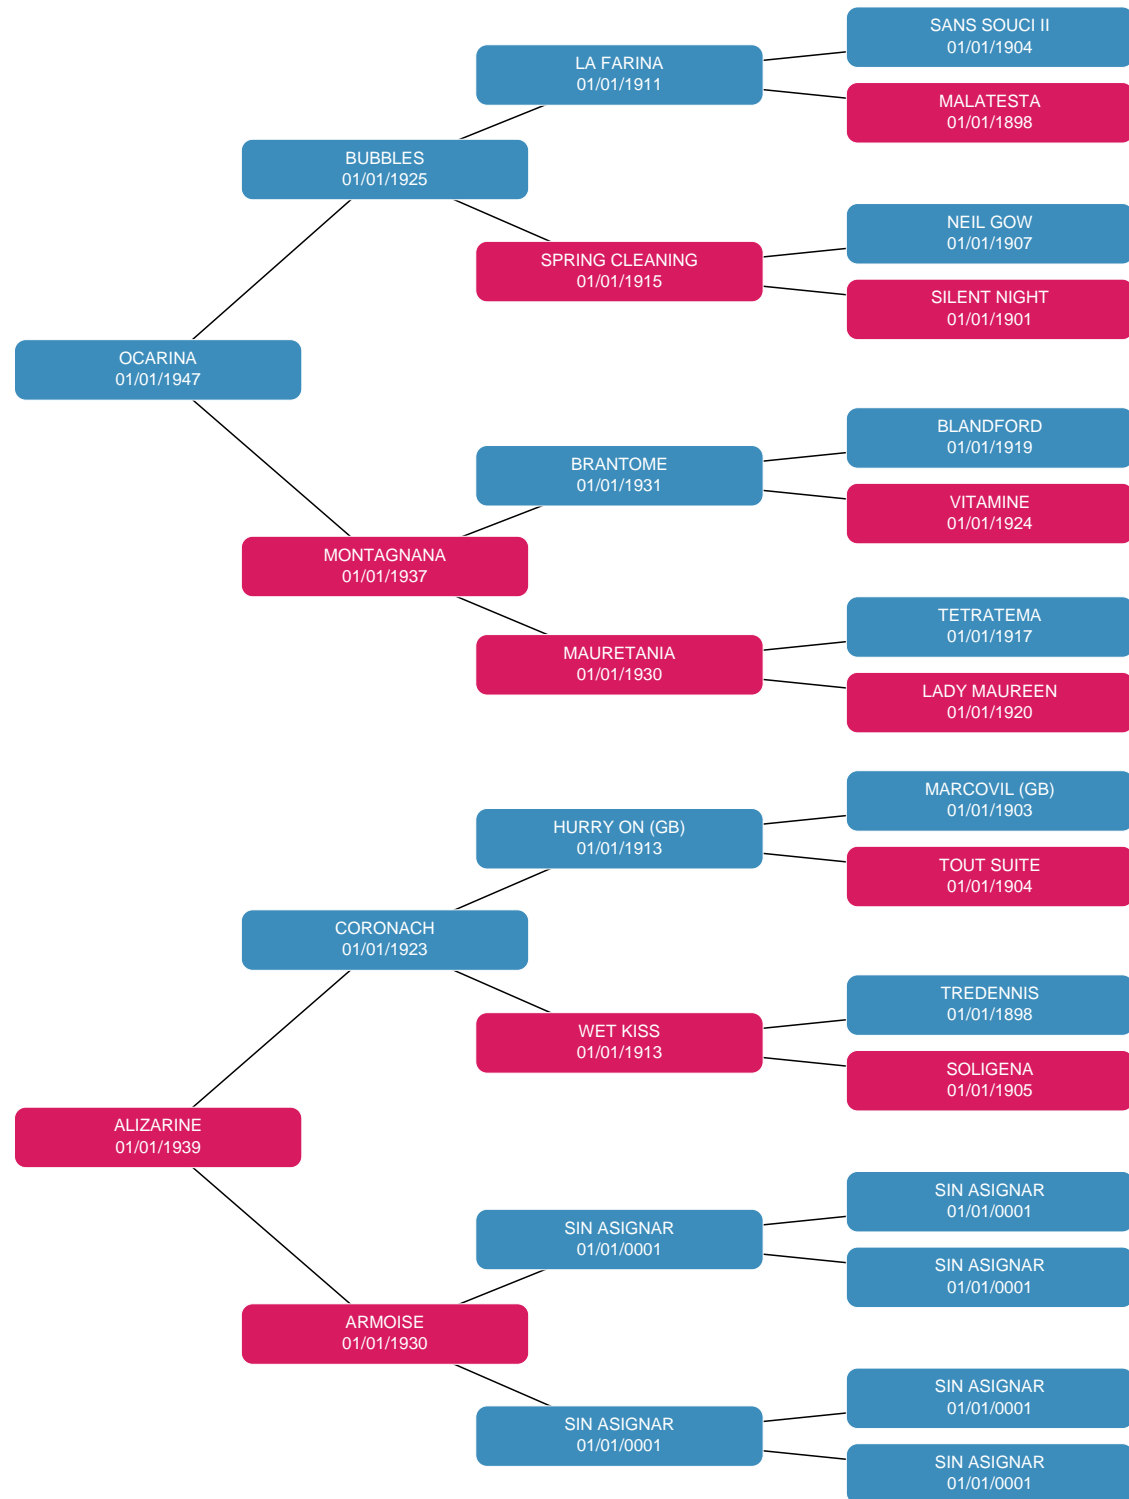 SANS SOUCI II
01/01/1904
LA FARINA
01/01/1911
MALATESTA
01/01/1898
BUBBLES
01/01/1925
NEIL GOW
01/01/1907
SPRING CLEANING
01/01/1915
SILENT NIGHT
01/01/1901
OCARINA
01/01/1947
BLANDFORD
01/01/1919
BRANTOME
01/01/1931
VITAMINE
01/01/1924
MONTAGNANA
01/01/1937
TETRATEMA
01/01/1917
MAURETANIA
01/01/1930
LADY MAUREEN
01/01/1920
MARCOVIL (GB)
01/01/1903
HURRY ON (GB)
01/01/1913
TOUT SUITE
01/01/1904
CORONACH
01/01/1923
TREDENNIS
01/01/1898
WET KISS
01/01/1913
SOLIGENA
01/01/1905
ALIZARINE
01/01/1939
SIN ASIGNAR
01/01/0001
SIN ASIGNAR
01/01/0001
SIN ASIGNAR
01/01/0001
ARMOISE
01/01/1930
SIN ASIGNAR
01/01/0001
SIN ASIGNAR
01/01/0001
SIN ASIGNAR
01/01/0001